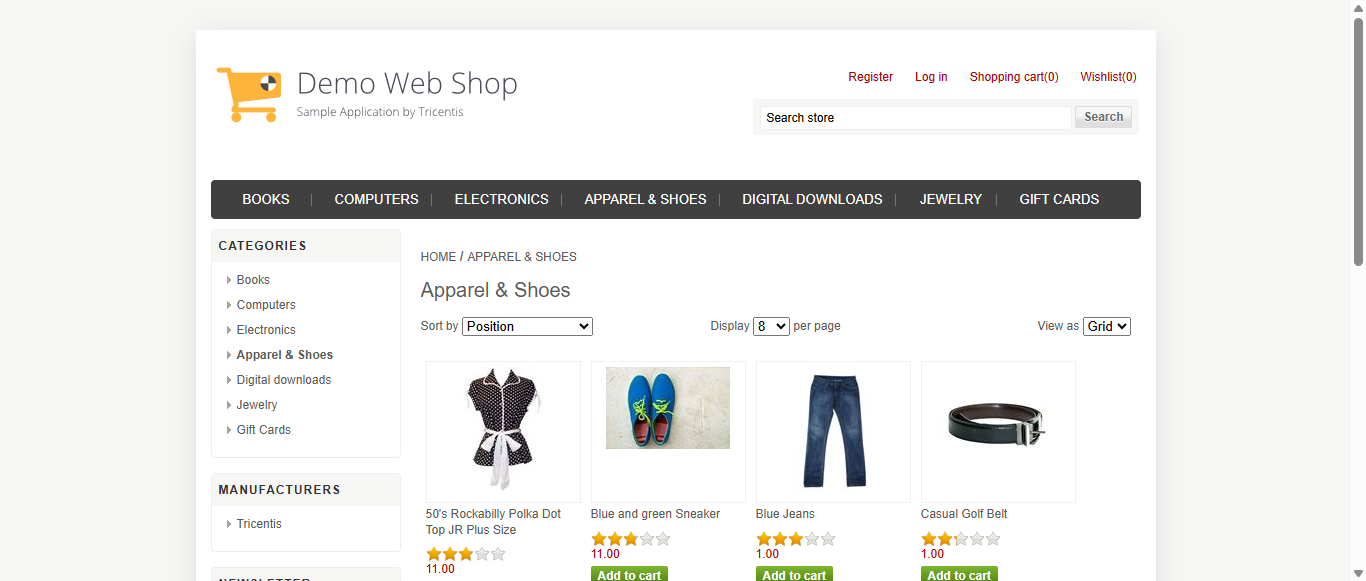 Demo Web Shop
Sample Application by Tricentis
Register Log in Shopping cart(0) Wishlist(0)
Search store Search
BOOKS COMPUTERS ELECTRONICS APPAREL & SHOES DIGITAL DOWNLOADS JEWELRY GIFT CARDS
CATEGORIES
Books
Computers
Electronics
Apparel & Shoes
Digital downloads
Jewelry
Gift Cards
MANUFACTURERS
Tricentis
NEWSLETTER
HOME / APPAREL & SHOES
Apparel & Shoes
Sort by Position Display 8 per page View as Grid
50's Rockabilly Polka Dot
Top JR Plus Size
11.00
Blue and green Sneaker
11.00
Add to cart
Blue Jeans
1.00
Add to cart
Casual Golf Belt
1.00
Add to cart